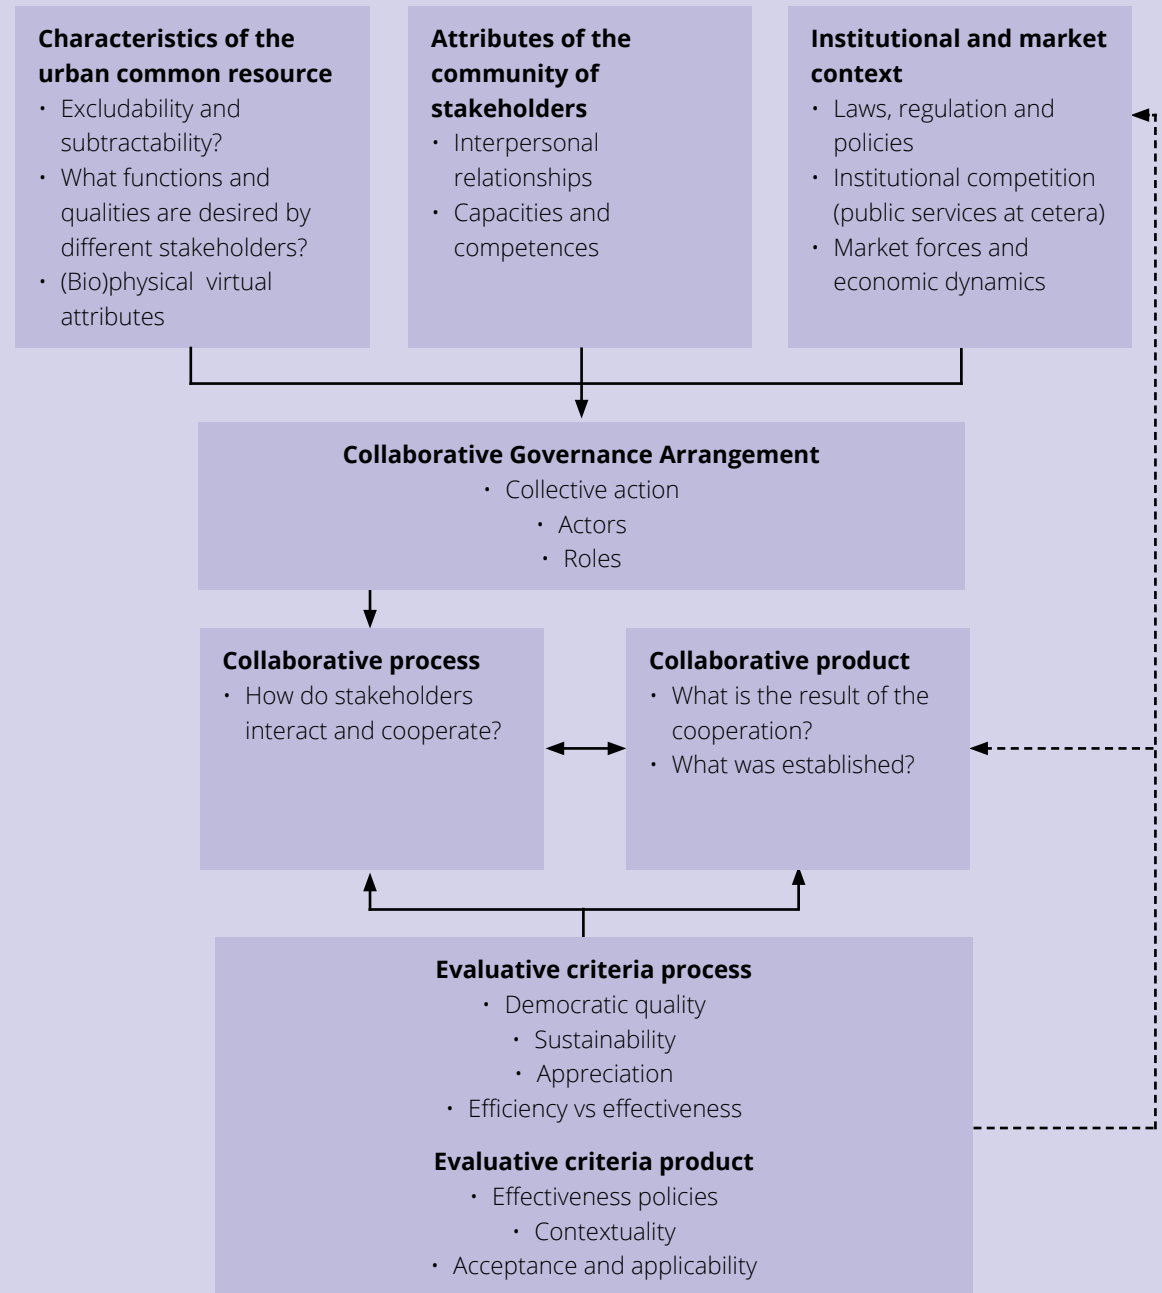 Characteristics of the
urban common resource
• Excludability and
subtractability?
• What functions and
qualities are desired by
different stakeholders?
• (Bio)physical virtual
attributes
Attributes of the
community of
stakeholders
• Interpersonal
relationships
• Capacities and
competences
Institutional and market
context
• Laws, regulation and
policies
• Institutional competition
(public services at cetera)
• Market forces and
economic dynamics
Collaborative Governance Arrangement
• Collective action
• Actors
• Roles
Collaborative process
• How do stakeholders
interact and cooperate?
Collaborative product
• What is the result of the
cooperation?
• What was established?
Evaluative criteria process
• Democratic quality
• Sustainability
• Appreciation
• Efficiency vs effectiveness
Evaluative criteria product
• Effectiveness policies
• Contextuality
• Acceptance and applicability